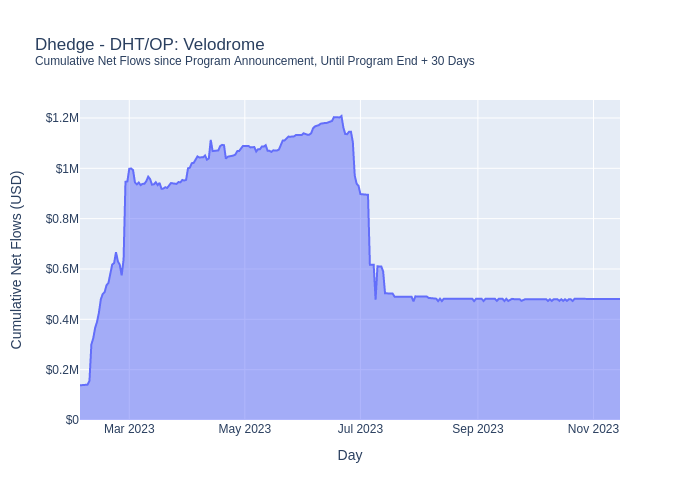 Dhedge - DHT/OP: Velodrome
Cumulative Net Flows since Program Announcement, Until Program End + 30 Days
Cumulative Net Flows (USD)
$1.2M
$1M
$0.8M
$0.6M
$0.4M
$0.2M
$0
Mar 2023
May 2023
Jul 2023
Sep 2023
Nov 2023
Day